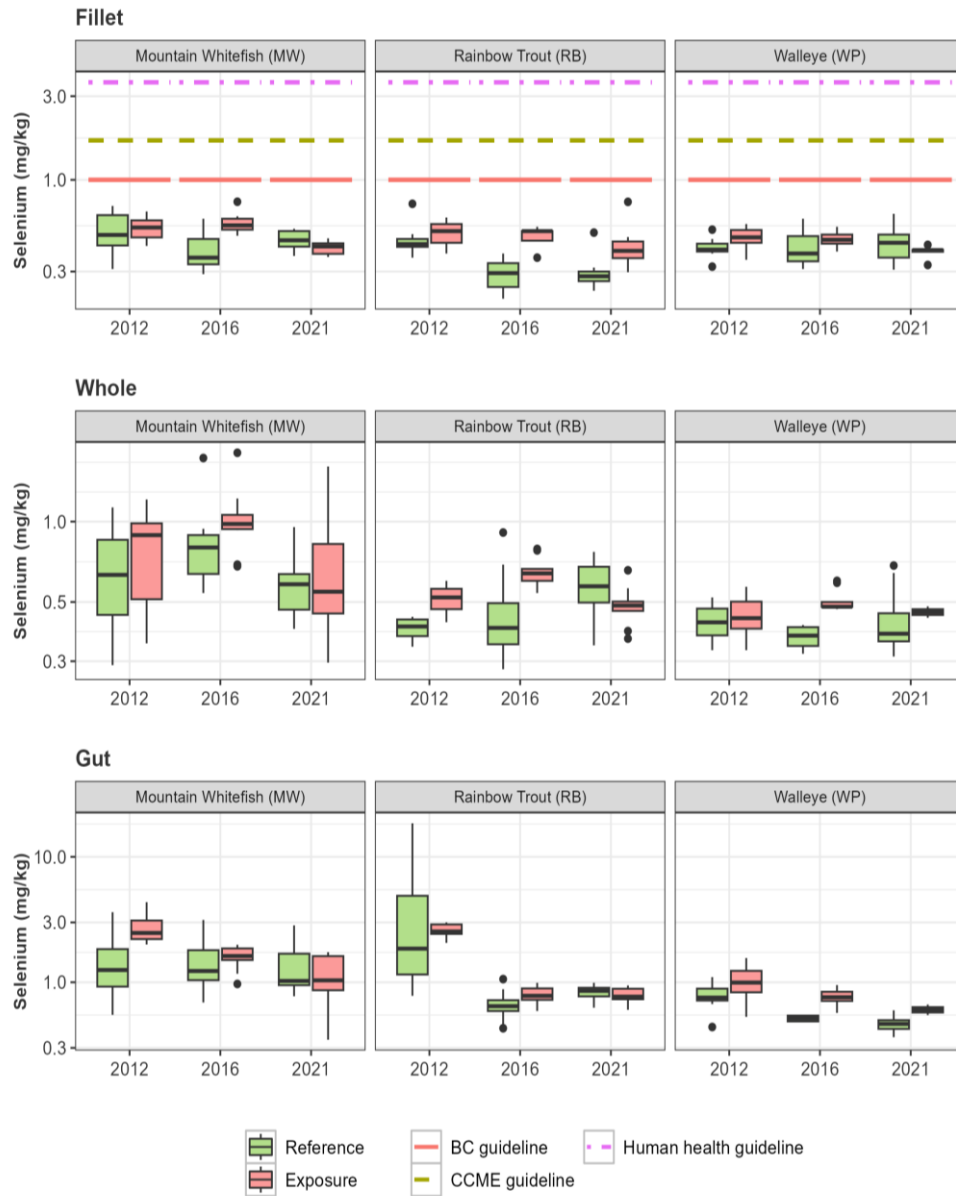 Fillet
Mountain Whitefish (MW) Rainbow Trout (RB) Walleye (WP)
Selenium (mg/kg)
3.0
1.0
0.3
2012 2016 2021 2012 2016 2021 2012 2016 2021
Whole
Mountain Whitefish (MW) Rainbow Trout (RB) Walleye (WP)
Selenium (mg/kg)
1.0
0.5
0.3
2012 2016 2021 2012 2016 2021 2012 2016 2021
Gut
Mountain Whitefish (MW) Rainbow Trout (RB) Walleye (WP)
Selenium (mg/kg)
10.0
3.0
1.0
0.3
2012 2016 2021 2012 2016 2021 2012 2016 2021
Reference BC guideline Human health guideline
Exposure CCME guideline